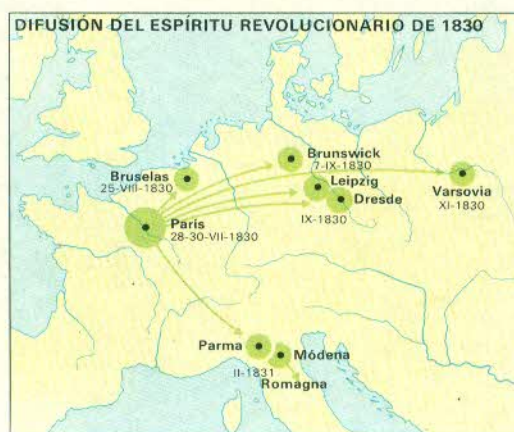 DIFUSIÓN DEL ESPÍRITU REVOLUCIONARIO DE 1830
Brunswick
7-IX-1830
Bruselas
25-VIII-1830
Leipzig
Dresde
IX-1830
Varsovia
XI-1830
París
28-30-VII-1830
Parma
Módena
II-1831
Romagna